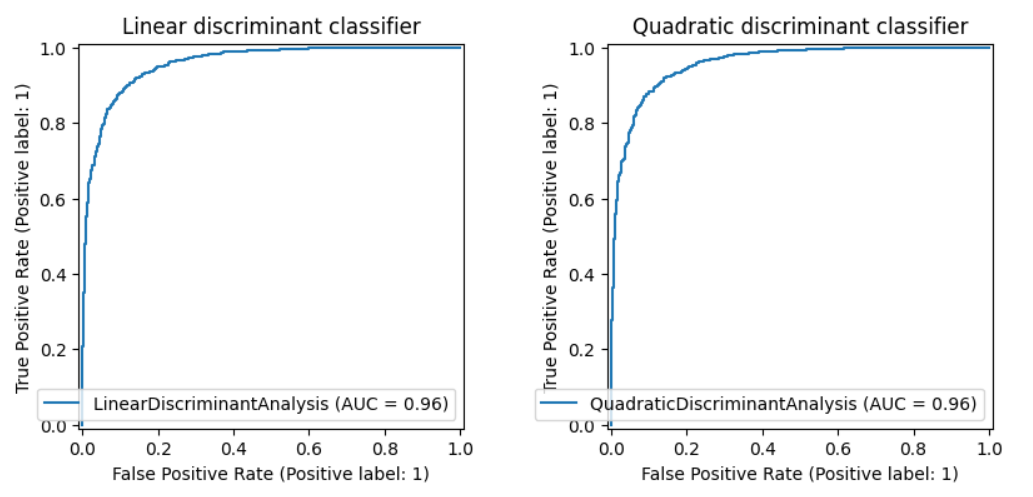 Linear discriminant classifier
1.0
0.8
0.6
0.4
0.2
0.0
True Positive Rate (Positive label: 1)
LinearDiscriminantAnalysis (AUC = 0.96)
0.0 0.2 0.4 0.6 0.8 1.0
False Positive Rate (Positive label: 1)
Quadratic discriminant classifier
1.0
0.8
0.6
0.4
0.2
0.0
True Positive Rate (Positive label: 1)
QuadraticDiscriminantAnalysis (AUC = 0.96)
0.0 0.2 0.4 0.6 0.8 1.0
False Positive Rate (Positive label: 1)